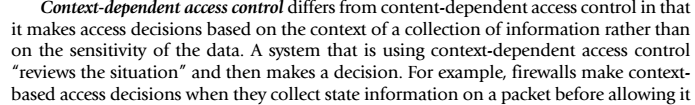 Context-dependent access control differs from content-dependent access control in that
it makes access decisions based on the context of a collection of information rather than
on the sensitivity of the data. A system that is using context-dependent access control
"reviews the situation" and then makes a decision. For example, firewalls make context-
based access decisions when they collect state information on a packet before allowing it